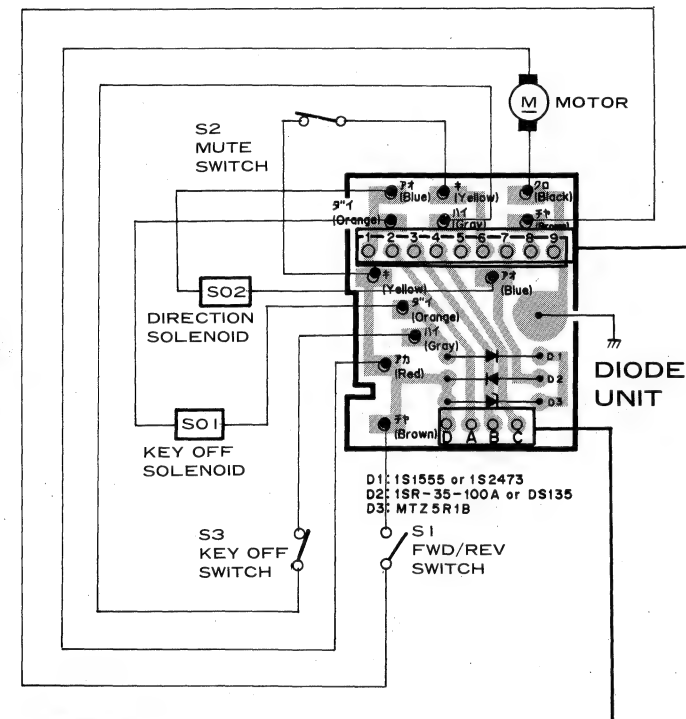 M
MOTOR
S2
MUTE
SWITCH
アオ
(Blue)
キ
(Yellow)
クロ
(Black)
ダイ
(Orange)
ハイ
(Gray)
チャ
(Brown)
1 2 3 4 5 6 7 8 9
キ
(Yellow)
アオ
(Blue)
SO2
DIRECTION
SOLENOID
ダイ
(Orange)
ハイ
(Gray)
アカ
(Red)
D1
D2
D3
DIODE
UNIT
SO1
KEY OFF
SOLENOID
チャ
(Brown)
D A B C
D1: 1S1555 or 1S2473
D2: 1SR-35-100A or DS135
D3: MTZ5R1B
S3
KEY OFF
SWITCH
S1
FWD/REV
SWITCH